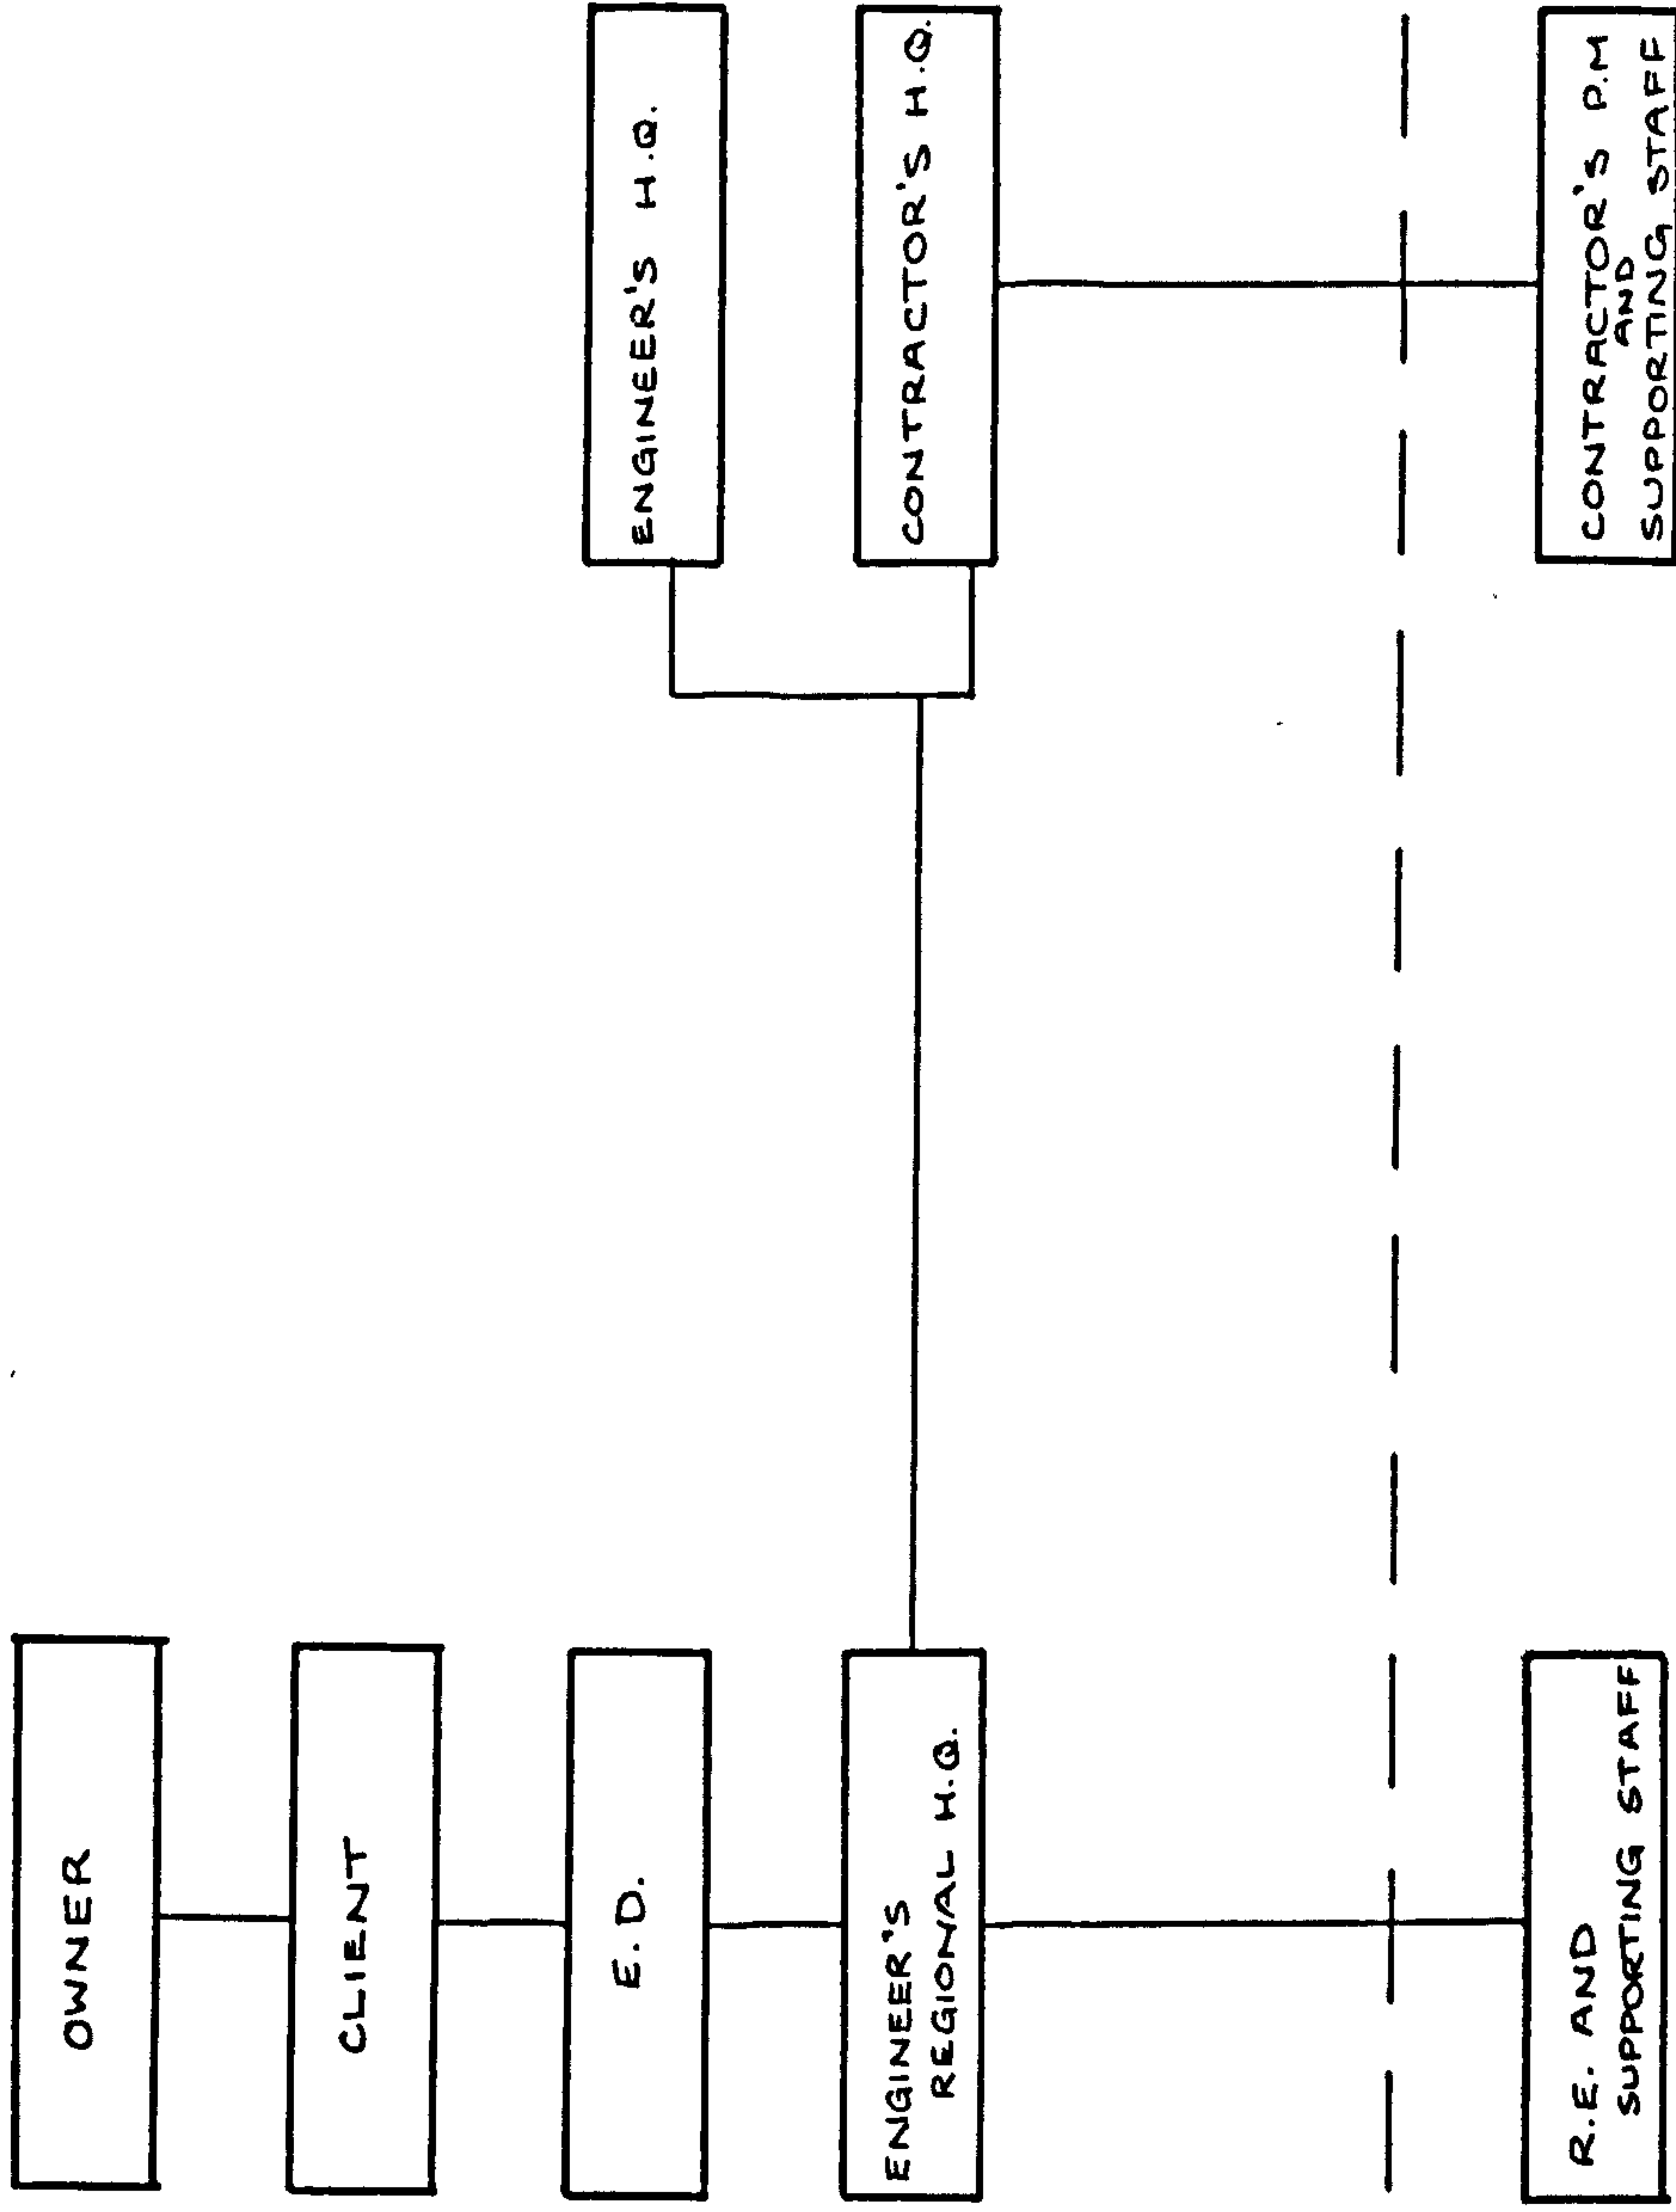 OWNER
CLIENT
E. D.
ENGINEER'S H.Q.
ENGINEER'S
REGIONAL H.Q.
CONTRACTOR'S H.Q.
R.E. AND
SUPPORTING STAFF
CONTRACTOR'S P.M
AND
SUPPORTING STAFF